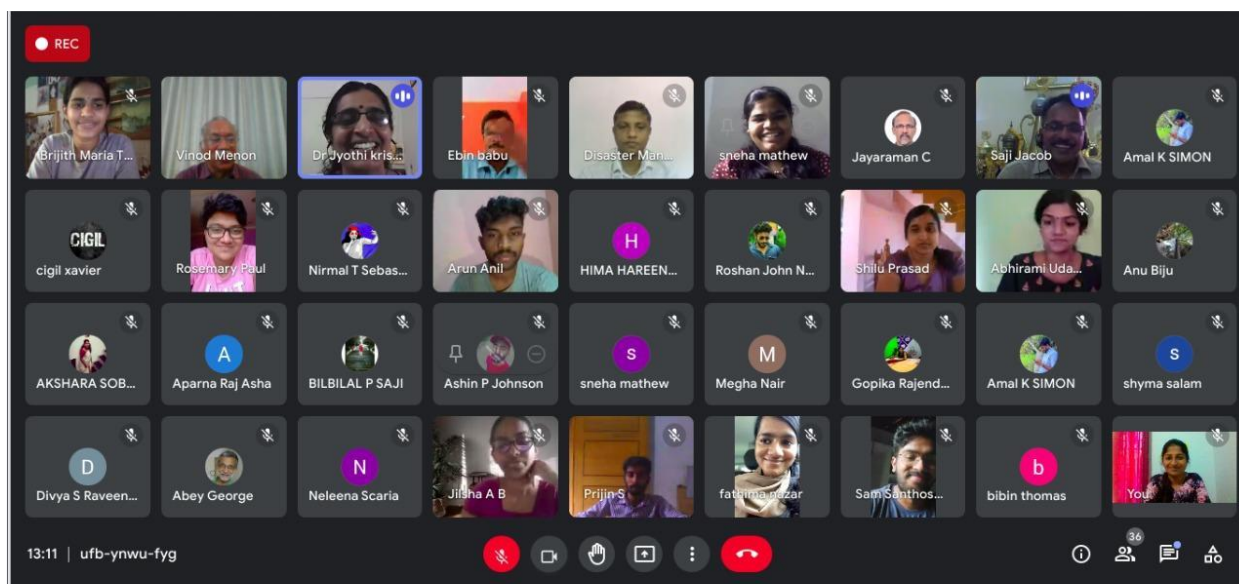 REC
Brijith Maria T...
Vinod Menon
Dr Jyothi kris...
Ebin babu
Disaster Man...
sneha mathew
Jayaraman C
Saji Jacob
Amal K SIMON
CIGIL
cigil xavier
Rosemary Paul
Nirmal T Sebas...
Arun Anil
H
HIMA HAREEN...
Roshan John N...
Shilu Prasad
Abhirami Uda...
Anu Biju
AKSHARA SOB...
A
Aparna Raj Asha
BILBILAL P SAJI
Ashin P Johnson
s
sneha mathew
M
Megha Nair
Gopika Rajend...
Amal K SIMON
s
shyma salam
D
Divya S Raveen...
Abey George
N
Neleena Scaria
Jilsha A B
Prijin S
fathima nazar
Sam Santhos...
b
bibin thomas
You
13:11 | ufb-ynwu-fyg
36